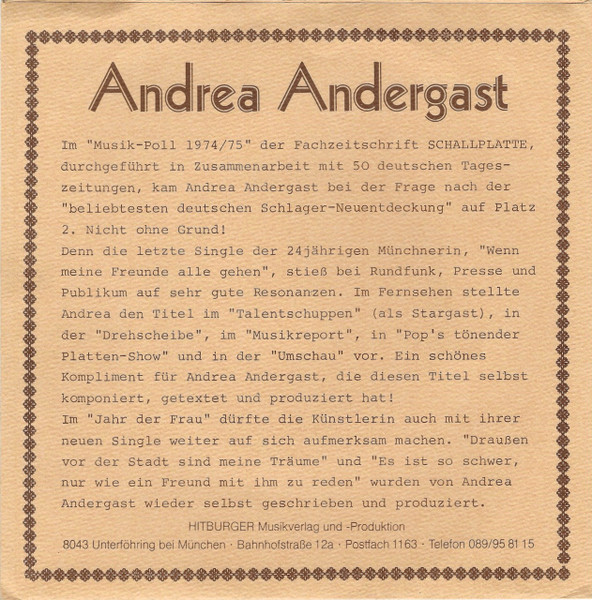 Andrea Andergast
Im "Musik-Poll 1974/75" der Fachzeitschrift SCHALLPLATTE,
durchgeführt in Zusammenarbeit mit 50 deutschen Tages-
zeitungen, kam Andrea Andergast bei der Frage nach der
"beliebtesten deutschen Schlager-Neuentdeckung" auf Platz
2. Nicht ohne Grund!
Denn die letzte Single der 24jährigen Münchnerin, "Wenn
meine Freunde alle gehen", stieß bei Rundfunk, Presse und
Publikum auf sehr gute Resonanzen. Im Fernsehen stellte
Andrea den Titel im "Talentschuppen" (als Stargast), in
der "Drehscheibe", im "Musikreport", in "Pop's tönender
Platten-Show" und in der "Umschau" vor. Ein schönes
Kompliment für Andrea Andergast, die diesen Titel selbst
komponiert, getextet und produziert hat!
Im "Jahr der Frau" dürfte die Künstlerin auch mit ihrer
neuen Single weiter auf sich aufmerksam machen. "Draußen
vor der Stadt sind meine Träume" und "Es ist so schwer,
nur wie ein Freund mit ihm zu reden" wurden von Andrea
Andergast wieder selbst geschrieben und produziert.
HITBURGER Musikverlag und -Produktion
8043 Unterföhring bei München · Bahnhofstraße 12a · Postfach 1163 · Telefon 089/95 81 15